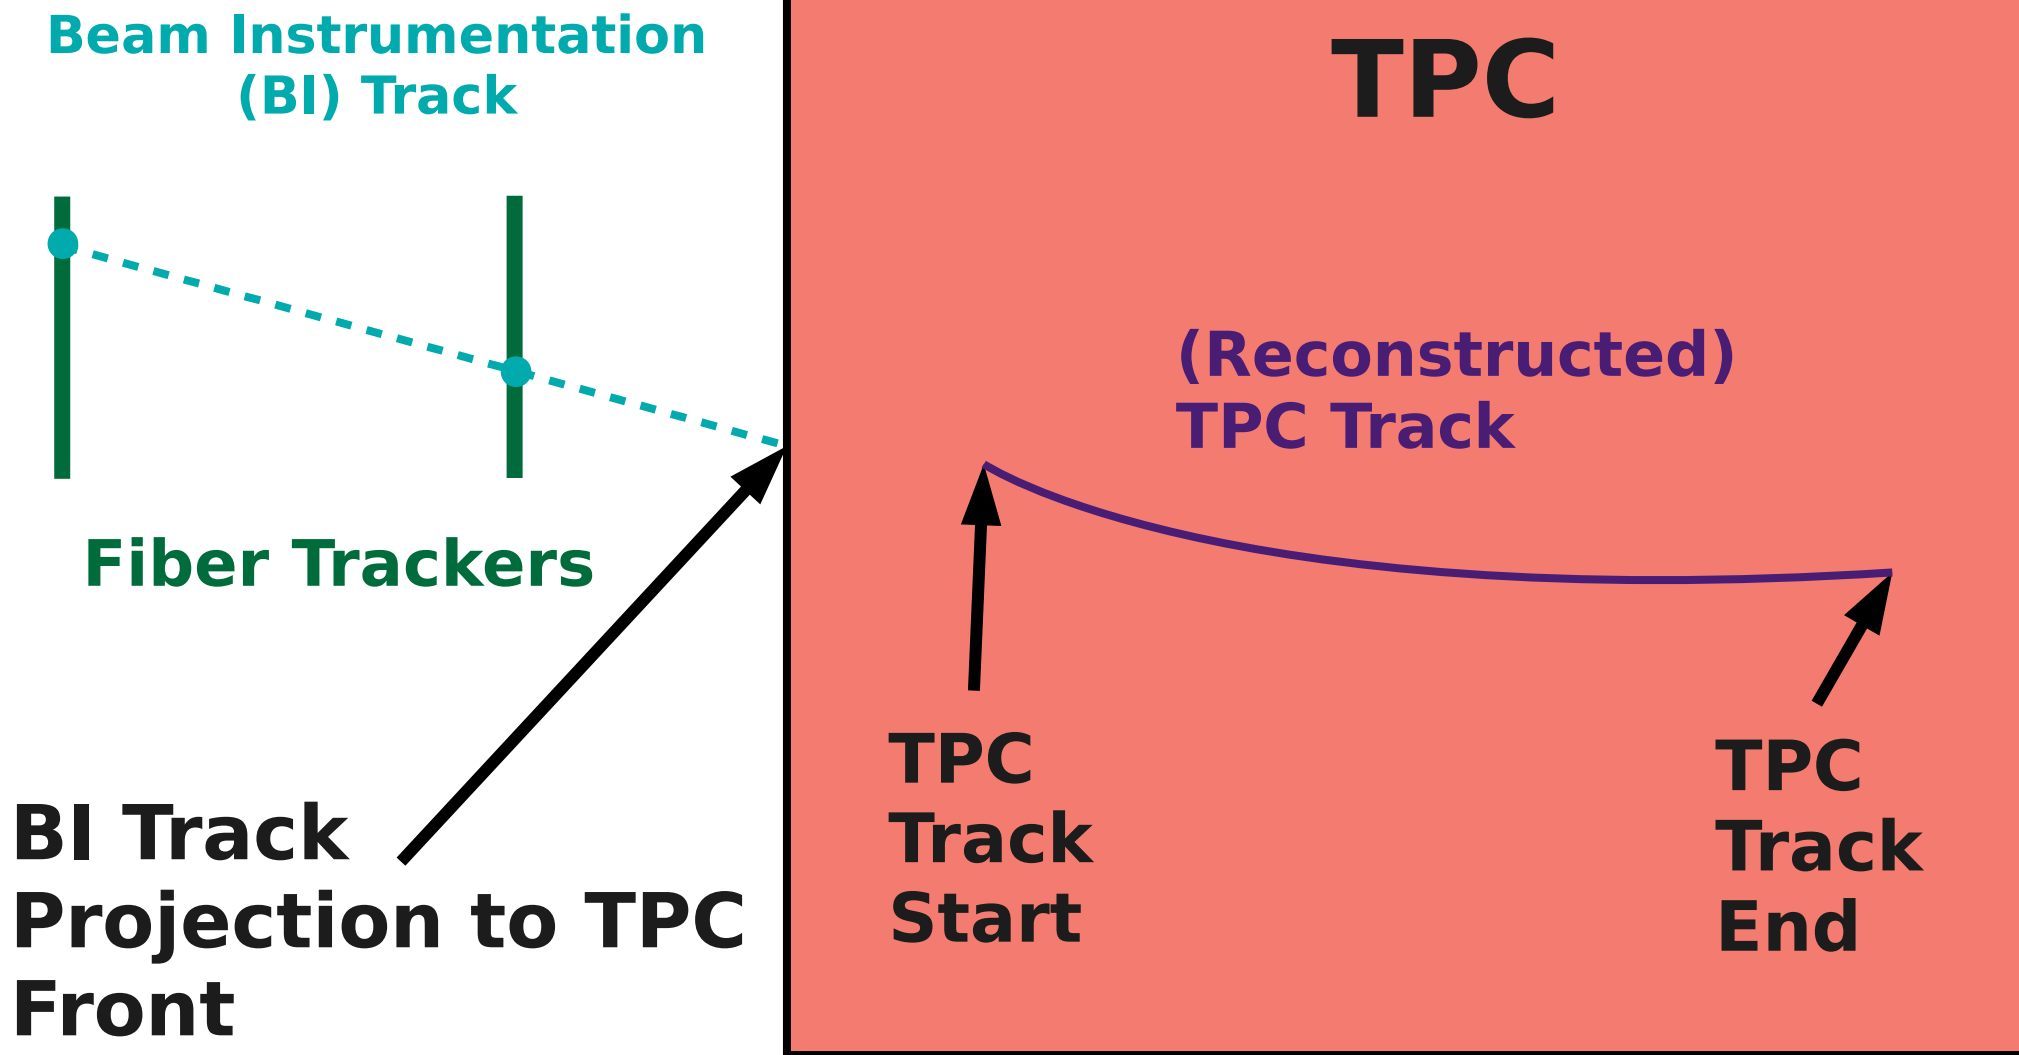 Beam Instrumentation
(BI) Track
TPC
(Reconstructed)
TPC Track
Fiber Trackers
BI Track
Projection to TPC
Front
TPC
Track
Start
TPC
Track
End